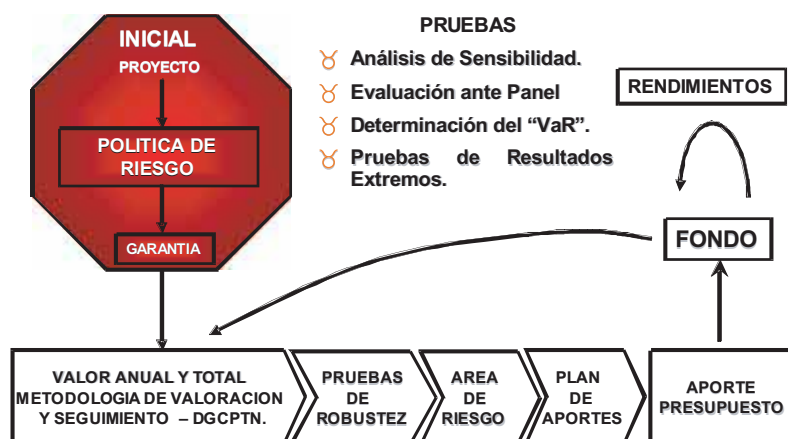 INICIAL
PROYECTO
POLITICA DE
RIESGO
GARANTIA
PRUEBAS
Análisis de Sensibilidad.
Evaluación ante Panel
Determinación del “VaR”.
Pruebas de Resultados
Extremos.
RENDIMIENTOS
FONDO
VALOR ANUAL Y TOTAL
METODOLOGIA DE VALORACION
Y SEGUIMIENTO – DGCPTN.
PRUEBAS
DE
ROBUSTEZ
AREA
DE
RIESGO
PLAN
DE
APORTES
APORTE
PRESUPUESTO